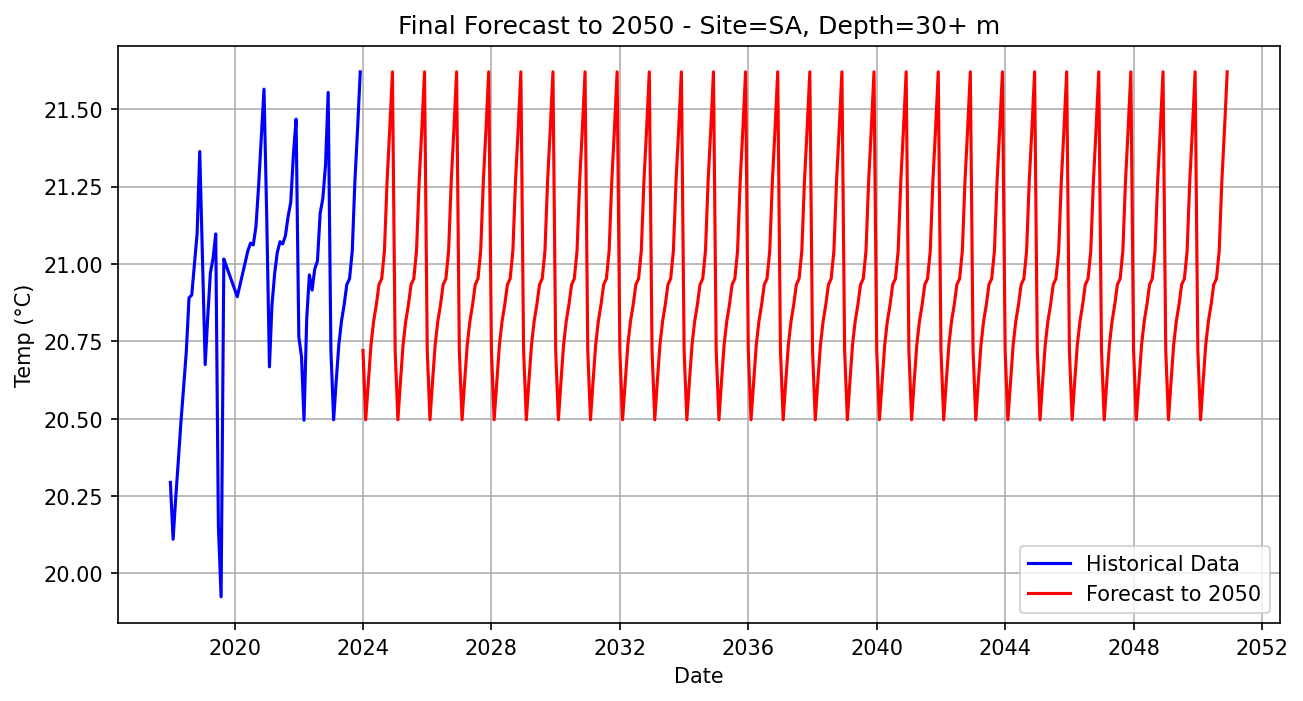 Final Forecast to 2050 - Site=SA, Depth=30+ m
Temp (°C)
21.50
21.25
21.00
20.75
20.50
20.25
20.00
Historical Data
Forecast to 2050
2020 2024 2028 2032 2036 2040 2044 2048 2052
Date